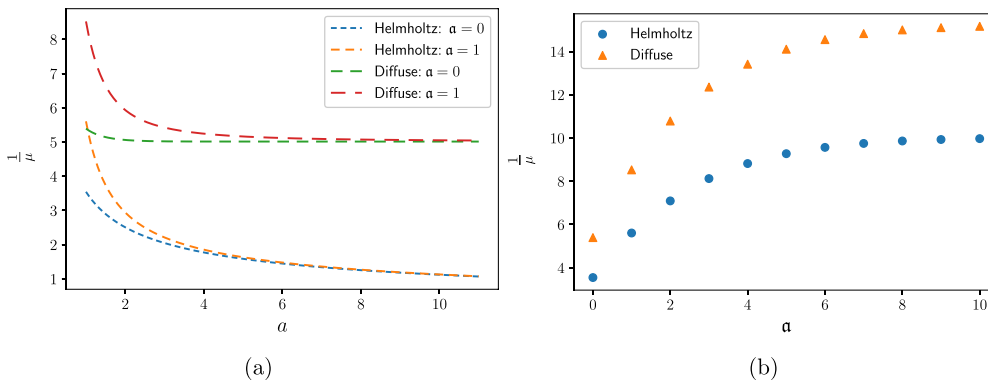 8
7
6
5
4
3
2
1
1/μ
2 4 6 8 10
a
Helmholtz: 𝔞 = 0
Helmholtz: 𝔞 = 1
Diffuse: 𝔞 = 0
Diffuse: 𝔞 = 1
(a)
14
12
10
8
6
4
1/μ
0 2 4 6 8 10
𝔞
Helmholtz
Diffuse
(b)